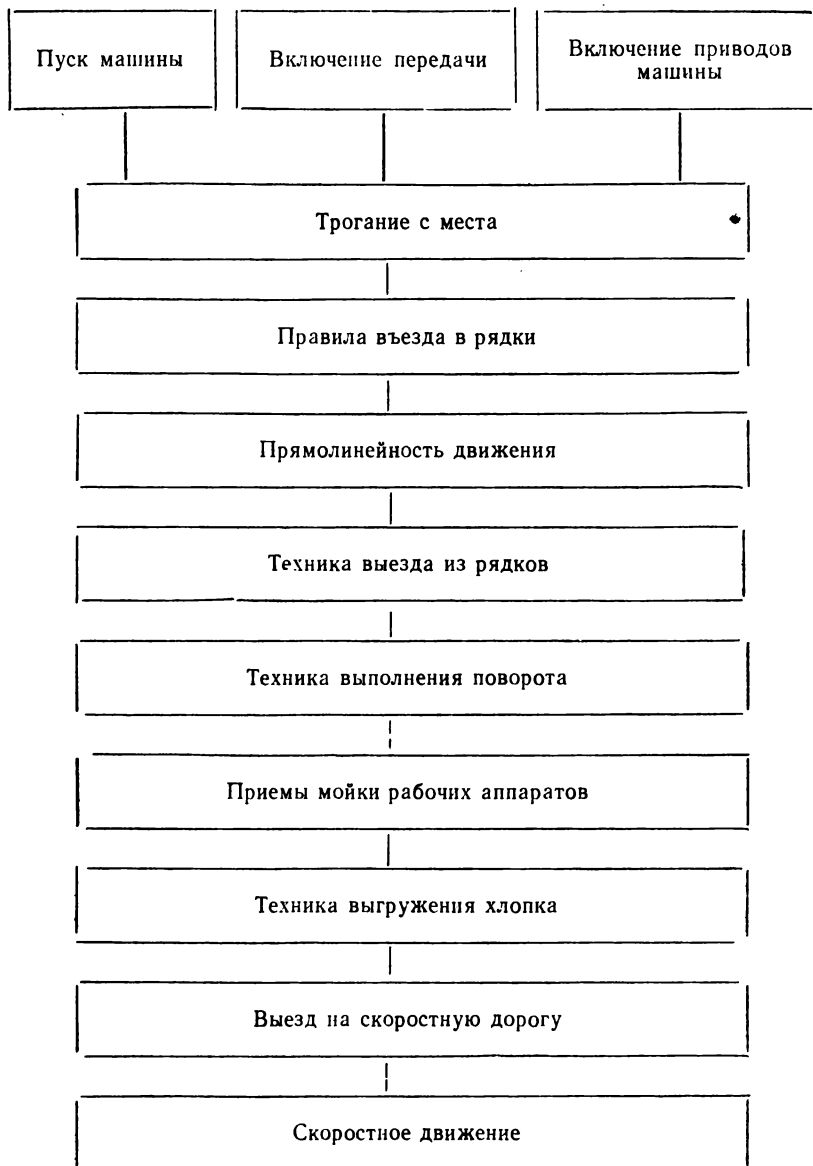 Пуск машины
Включение передачи
Включение приводов
машины
Трогание с места
Правила въезда в рядки
Прямолинейность движения
Техника выезда из рядков
Техника выполнения поворота
Приемы мойки рабочих аппаратов
Техника выгружения хлопка
Выезд на скоростную дорогу
Скоростное движение